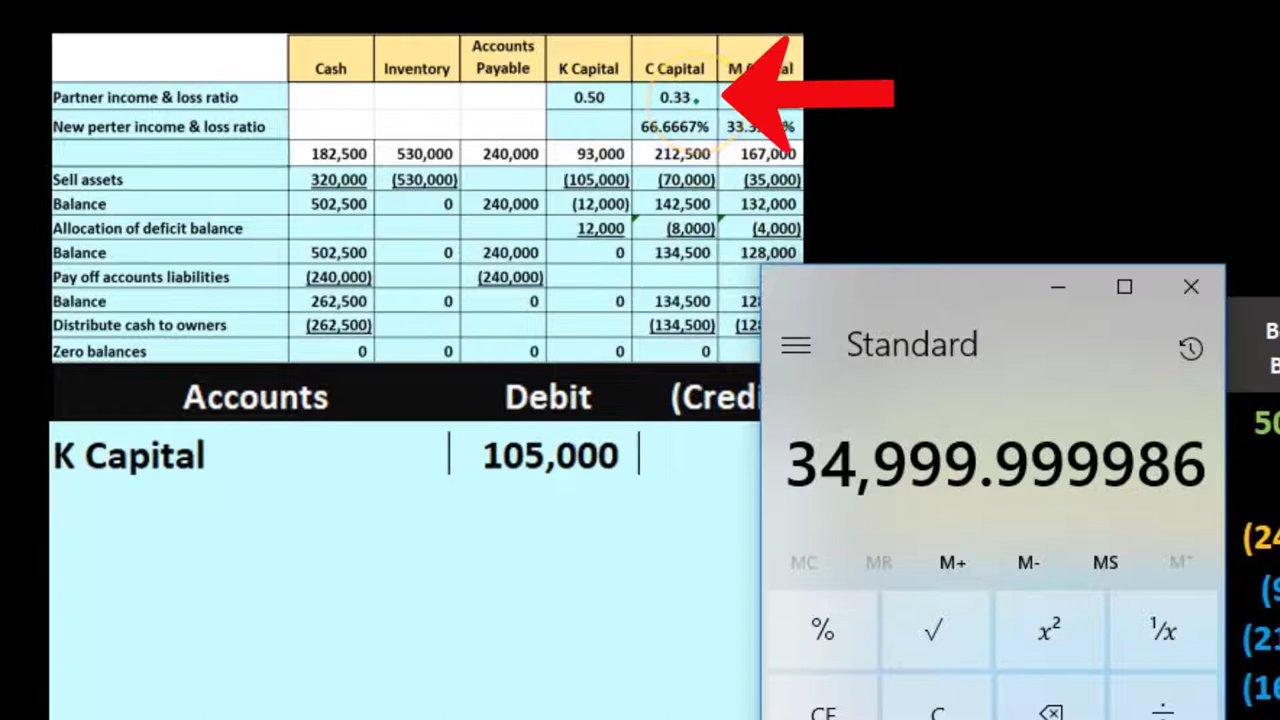 Cash Inventory Accounts Payable K Capital C Capital
Partner income & loss ratio 0.50 0.33
New perter income & loss ratio 66.6667%
182,500 530,000 240,000 93,000 212,500 167,000
Sell assets 320,000 (530,000) (105,000) (70,000) (35,000)
Balance 502,500 0 240,000 (12,000) 142,500 132,000
Allocation of deficit balance 12,000 (8,000) (4,000)
Balance 502,500 0 240,000 0 134,500 128,000
Pay off accounts liabilities (240,000) (240,000)
Balance 262,500 0 0 0 134,500
Distribute cash to owners (262,500) (134,500)
Zero balances 0 0 0 0 0
Accounts Debit
K Capital 105,000
Standard
34,999.999986
MC MR M+ M- MS
% √ x² ¹/x
CE C ÷